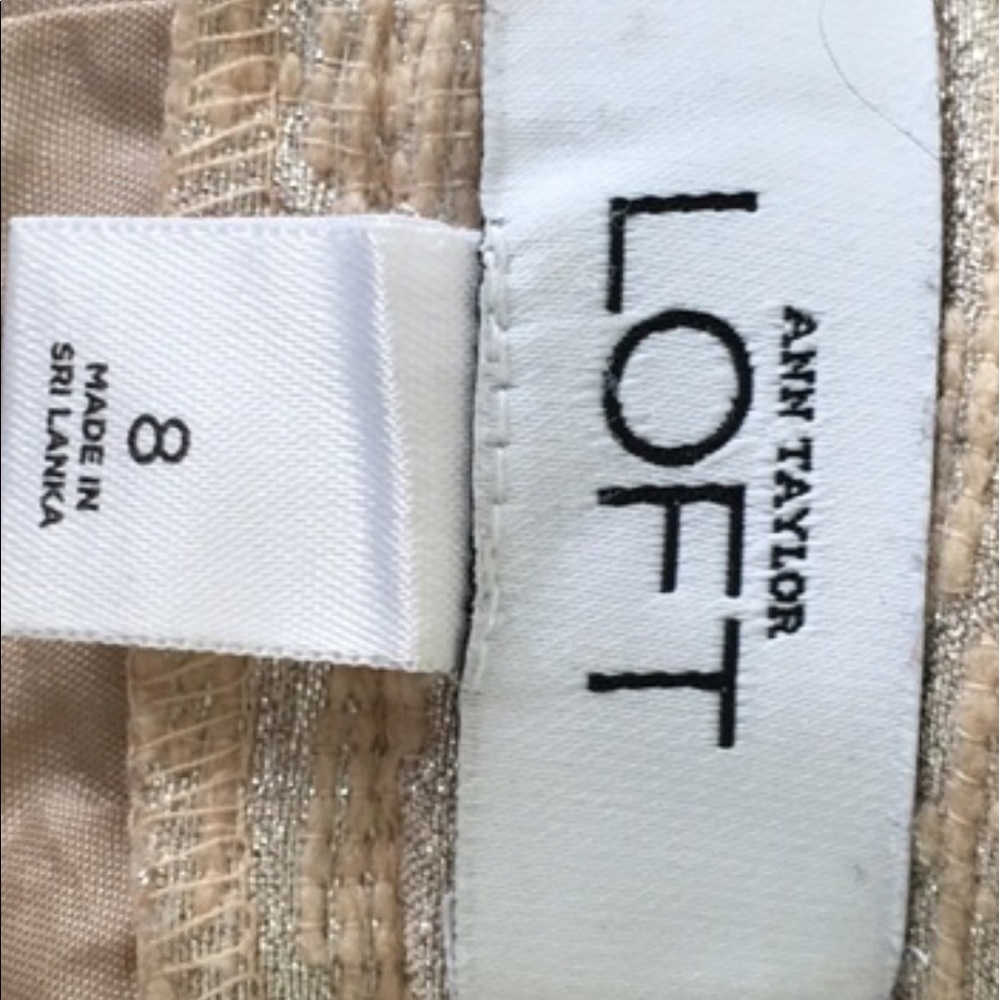 ANN TAYLOR
LOFT
8
MADE IN
SRI LANKA